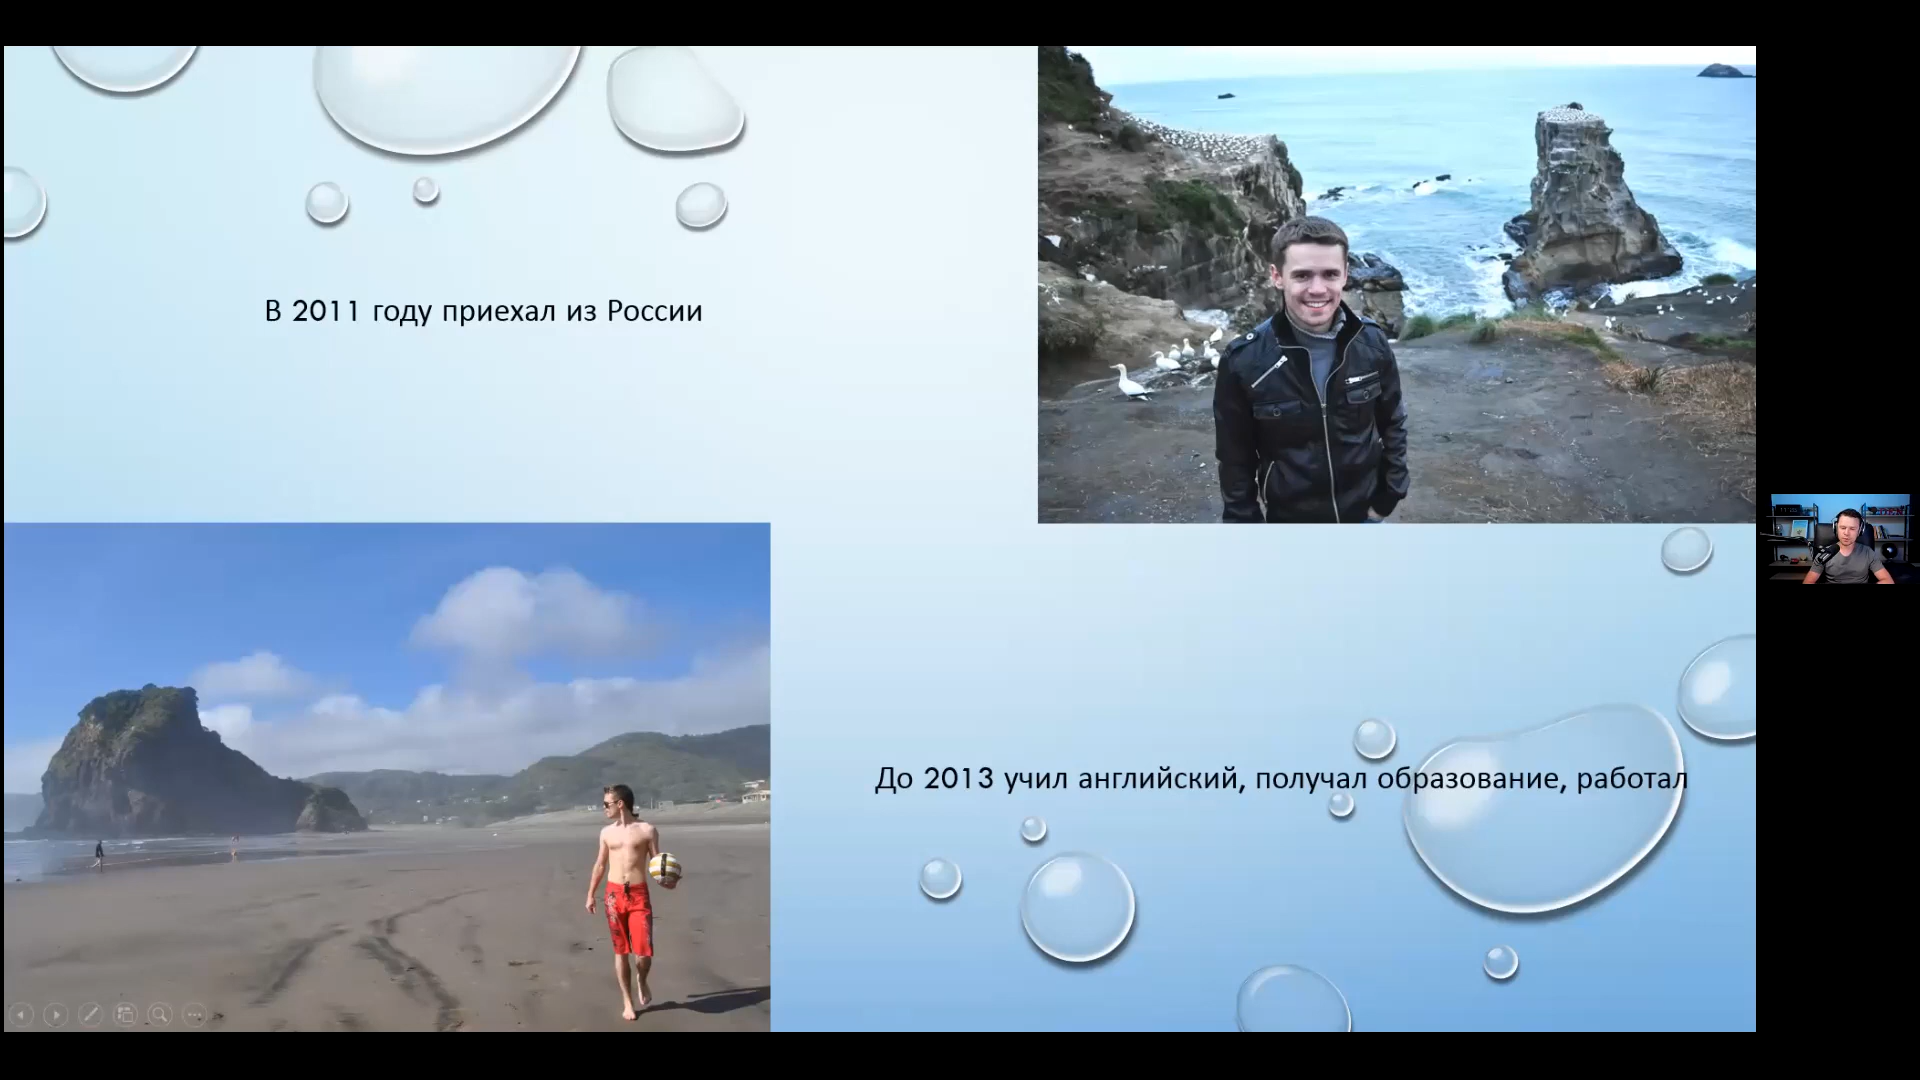 В 2011 году приехал из России
До 2013 учил английский, получал образование, работал